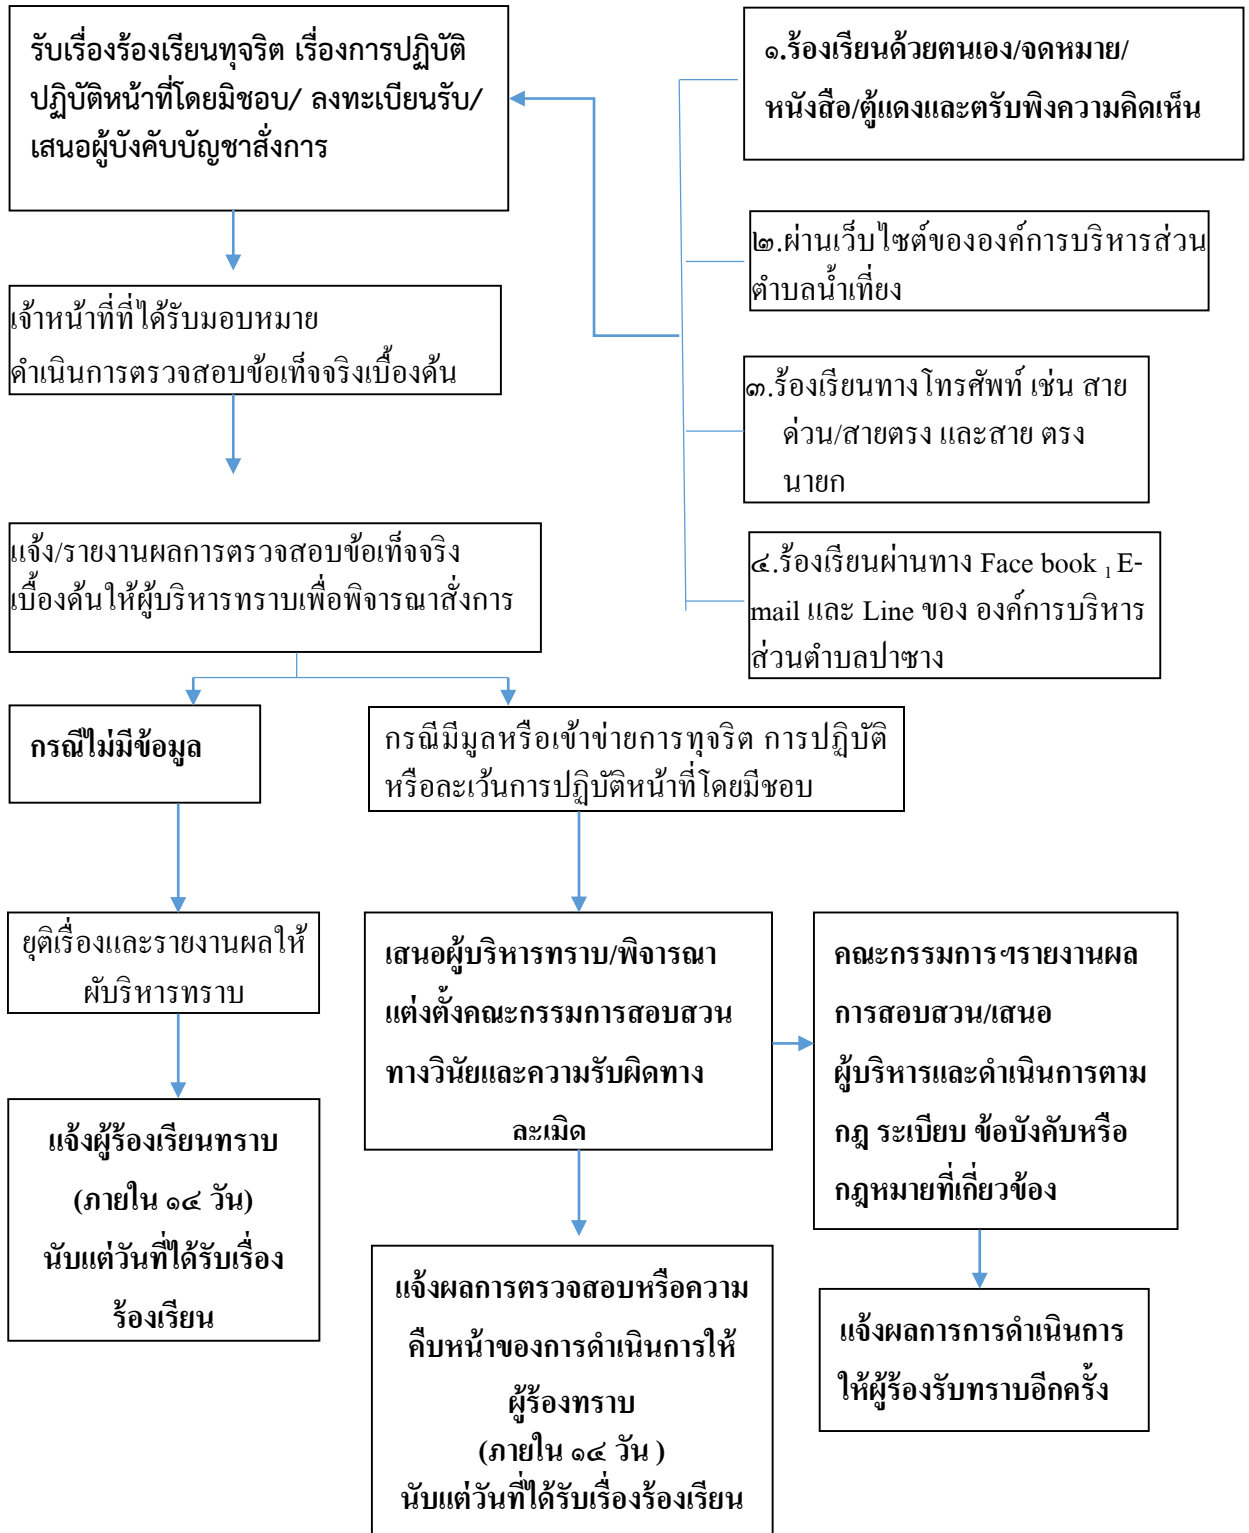 รับเรื่องร้องเรียนทุจริต เรื่องการปฏิบัติ
ปฏิบัติหน้าที่โดยมิชอบ/ ลงทะเบียนรับ/
เสนอผู้บังคับบัญชาสั่งการ
๑.ร้องเรียนด้วยตนเอง/จดหมาย/
หนังสือ/ตู้แดงและตรับฟังความคิดเห็น
๒.ผ่านเว็บไซต์ขององค์การบริหารส่วน
ตำบลน้ำเที่ยง
เจ้าหน้าที่ที่ได้รับมอบหมาย
ดำเนินการตรวจสอบข้อเท็จจริงเบื้องด้น
๓.ร้องเรียนทางโทรศัพท์ เช่น สาย
ด่วน/สายตรง และสาย ตรง
นายก
แจ้ง/รายงานผลการตรวจสอบข้อเท็จจริง
เบื้องด้นให้ผู้บริหารทราบเพื่อพิจารณาสั่งการ
๔.ร้องเรียนผ่านทาง Face book ₁ E-
mail และ Line ของ องค์การบริหาร
ส่วนตำบลปาซาง
กรณีไม่มีข้อมูล
กรณีมีมูลหรือเข้าข่ายการทุจริต การปฏิบัติ
หรือละเว้นการปฏิบัติหน้าที่โดยมีชอบ
ยุติเรื่องและรายงานผลให้
ผับริหารทราบ
เสนอผู้บริหารทราบ/พิจารณา
แต่งตั้งคณะกรรมการสอบสวน
ทางวินัยและความรับผิดทาง
ละเมิด
คณะกรรมการฯรายงานผล
การสอบสวน/เสนอ
ผู้บริหารและดำเนินการตาม
กฎ ระเบียบ ข้อบังคับหรือ
กฎหมายที่เกี่ยวข้อง
แจ้งผู้ร้องเรียนทราบ
(ภายใน ๑๔ วัน)
นับแต่วันที่ได้รับเรื่อง
ร้องเรียน
แจ้งผลการตรวจสอบหรือความ
คืบหน้าของการดำเนินการให้
ผู้ร้องทราบ
(ภายใน ๑๔ วัน )
นับแต่วันที่ได้รับเรื่องร้องเรียน
แจ้งผลการการดำเนินการ
ให้ผู้ร้องรับทราบอีกครั้ง